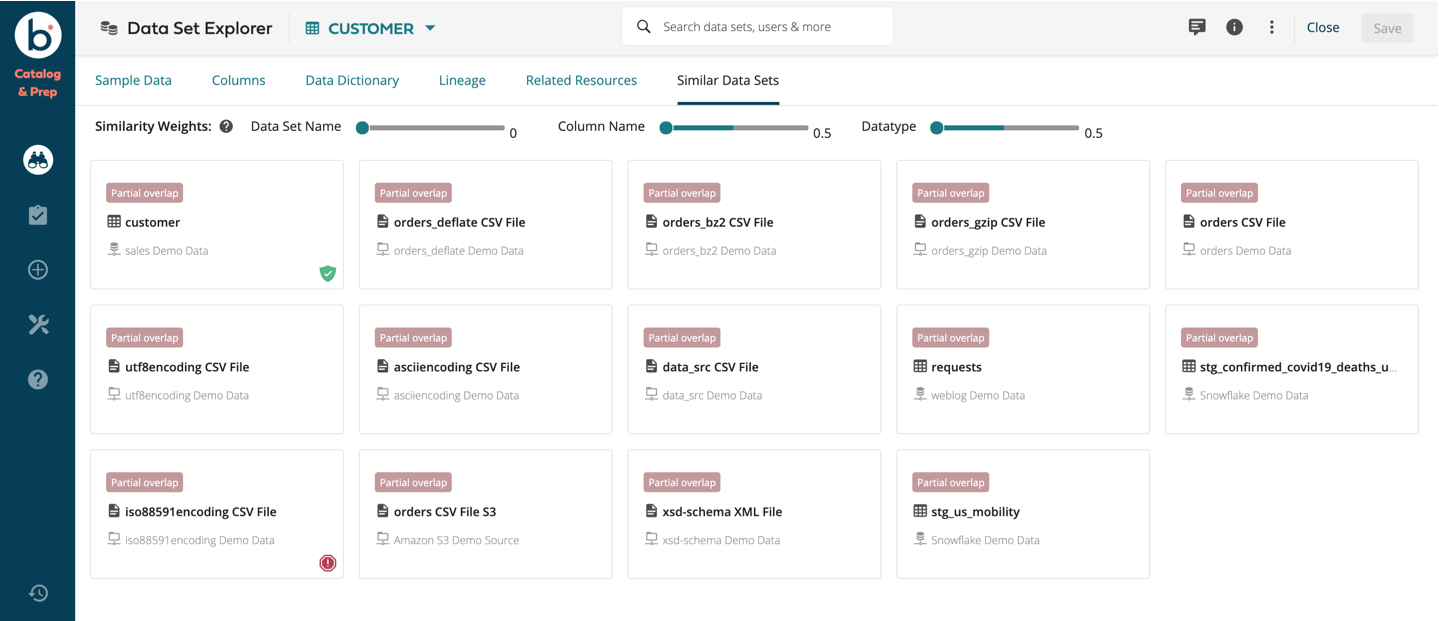 b
Catalog
& Prep
Data Set Explorer
CUSTOMER
Search data sets, users & more
Close
Save
Sample Data
Columns
Data Dictionary
Lineage
Related Resources
Similar Data Sets
Similarity Weights:
Data Set Name
0
Column Name
0.5
Datatype
0.5
Partial overlap
customer
sales Demo Data
Partial overlap
orders_deflate CSV File
orders_deflate Demo Data
Partial overlap
orders_bz2 CSV File
orders_bz2 Demo Data
Partial overlap
orders_gzip CSV File
orders_gzip Demo Data
Partial overlap
orders CSV File
orders Demo Data
Partial overlap
utf8encoding CSV File
utf8encoding Demo Data
Partial overlap
asciiencoding CSV File
asciiencoding Demo Data
Partial overlap
data_src CSV File
data_src Demo Data
Partial overlap
requests
weblog Demo Data
Partial overlap
stg_confirmed_covid19_deaths_u...
Snowflake Demo Data
Partial overlap
iso88591encoding CSV File
iso88591encoding Demo Data
Partial overlap
orders CSV File S3
Amazon S3 Demo Source
Partial overlap
xsd-schema XML File
xsd-schema Demo Data
Partial overlap
stg_us_mobility
Snowflake Demo Data